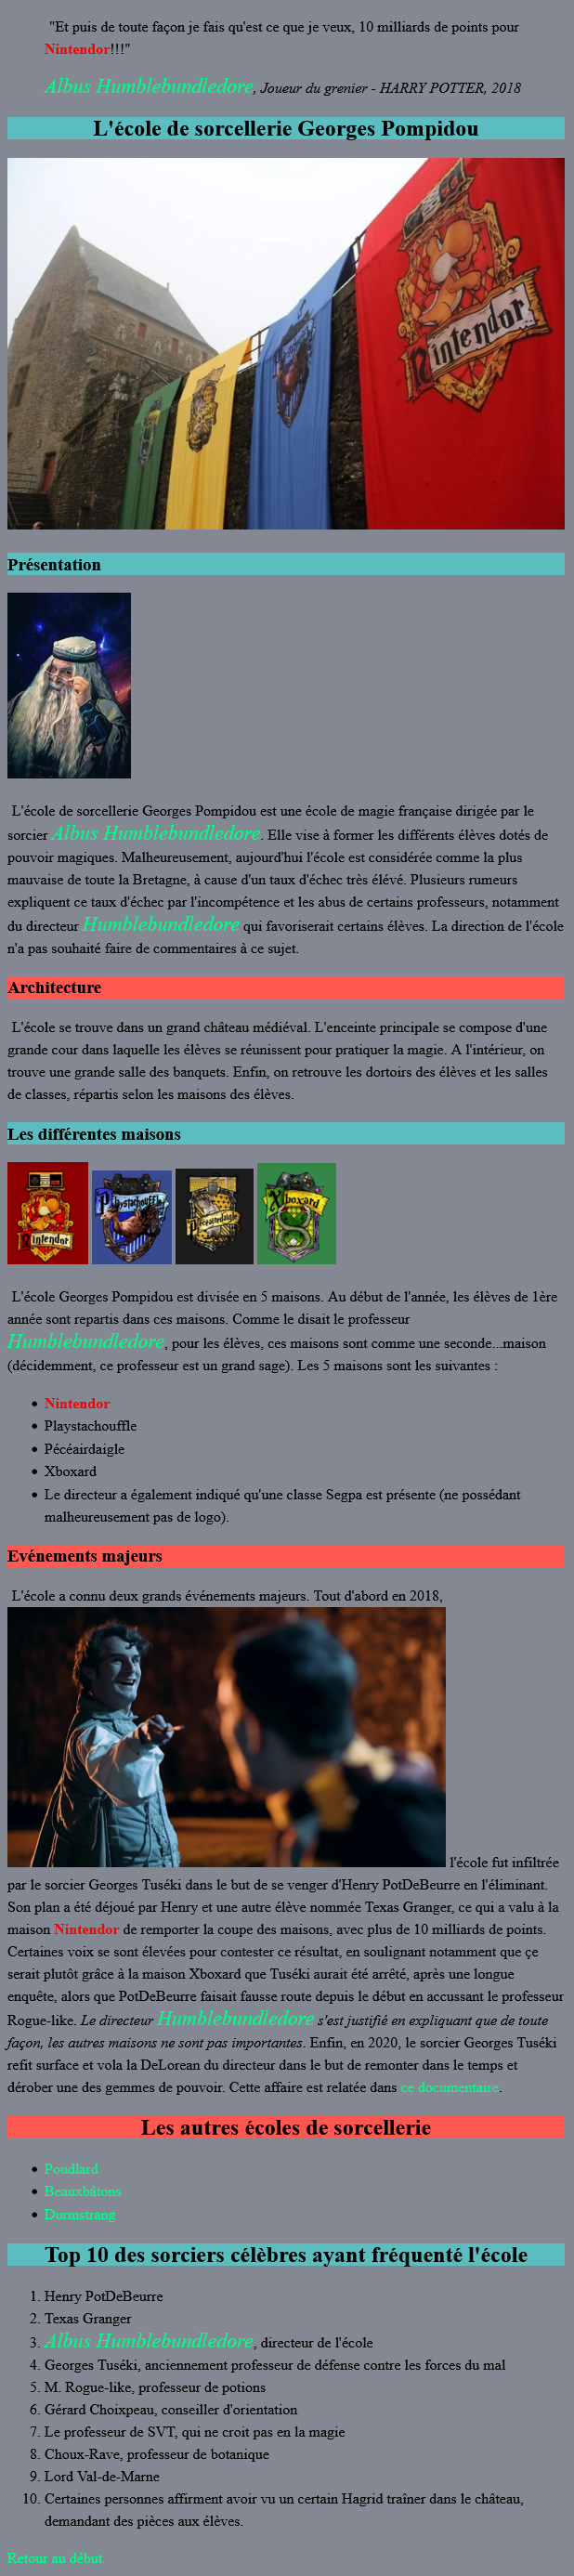 "Et puis de toute façon je fais qu'est ce que je veux, 10 milliards de points pour
Nintendor!!!"
Albus Humblebundledore, Joueur du grenier - HARRY POTTER, 2018
L'école de sorcellerie Georges Pompidou
Nintendor
Présentation
L'école de sorcellerie Georges Pompidou est une école de magie française dirigée par le
sorcier Albus Humblebundledore. Elle vise à former les différents élèves dotés de
pouvoir magiques. Malheureusement, aujourd'hui l'école est considérée comme la plus
mauvaise de toute la Bretagne, à cause d'un taux d'échec très élévé. Plusieurs rumeurs
expliquent ce taux d'échec par l'incompétence et les abus de certains professeurs, notamment
du directeur Humblebundledore qui favoriserait certains élèves. La direction de l'école
n'a pas souhaité faire de commentaires à ce sujet.
Architecture
L'école se trouve dans un grand château médiéval. L'enceinte principale se compose d'une
grande cour dans laquelle les élèves se réunissent pour pratiquer la magie. A l'intérieur, on
trouve une grande salle des banquets. Enfin, on retrouve les dortoirs des élèves et les salles
de classes, répartis selon les maisons des élèves.
Les différentes maisons
Nintendor Playstachouffle Pécéairdaigle Xboxard
L'école Georges Pompidou est divisée en 5 maisons. Au début de l'année, les élèves de 1ère
année sont repartis dans ces maisons. Comme le disait le professeur
Humblebundledore, pour les élèves, ces maisons sont comme une seconde...maison
(décidemment, ce professeur est un grand sage). Les 5 maisons sont les suivantes :
• Nintendor
• Playstachouffle
• Pécéairdaigle
• Xboxard
• Le directeur a également indiqué qu'une classe Segpa est présente (ne possédant
malheureusement pas de logo).
Evénements majeurs
L'école a connu deux grands événements majeurs. Tout d'abord en 2018,
l'école fut infiltrée
par le sorcier Georges Tuséki dans le but de se venger d'Henry PotDeBeurre en l'éliminant.
Son plan a été déjoué par Henry et une autre élève nommée Texas Granger, ce qui a valu à la
maison Nintendor de remporter la coupe des maisons, avec plus de 10 milliards de points.
Certaines voix se sont élevées pour contester ce résultat, en soulignant notamment que çe
serait plutôt grâce à la maison Xboxard que Tuséki aurait été arrêté, après une longue
enquête, alors que PotDeBeurre faisait fausse route depuis le début en accussant le professeur
Rogue-like. Le directeur Humblebundledore s'est justifié en expliquant que de toute
façon, les autres maisons ne sont pas importantes. Enfin, en 2020, le sorcier Georges Tuséki
refit surface et vola la DeLorean du directeur dans le but de remonter dans le temps et
dérober une des gemmes de pouvoir. Cette affaire est relatée dans ce documentaire.
Les autres écoles de sorcellerie
• Poudlard
• Beauxbâtons
• Durmstrang
Top 10 des sorciers célèbres ayant fréquenté l'école
1. Henry PotDeBeurre
2. Texas Granger
3. Albus Humblebundledore, directeur de l'école
4. Georges Tuséki, anciennement professeur de défense contre les forces du mal
5. M. Rogue-like, professeur de potions
6. Gérard Choixpeau, conseiller d'orientation
7. Le professeur de SVT, qui ne croit pas en la magie
8. Choux-Rave, professeur de botanique
9. Lord Val-de-Marne
10. Certaines personnes affirment avoir vu un certain Hagrid traîner dans le château,
demandant des pièces aux élèves.
Retour au début